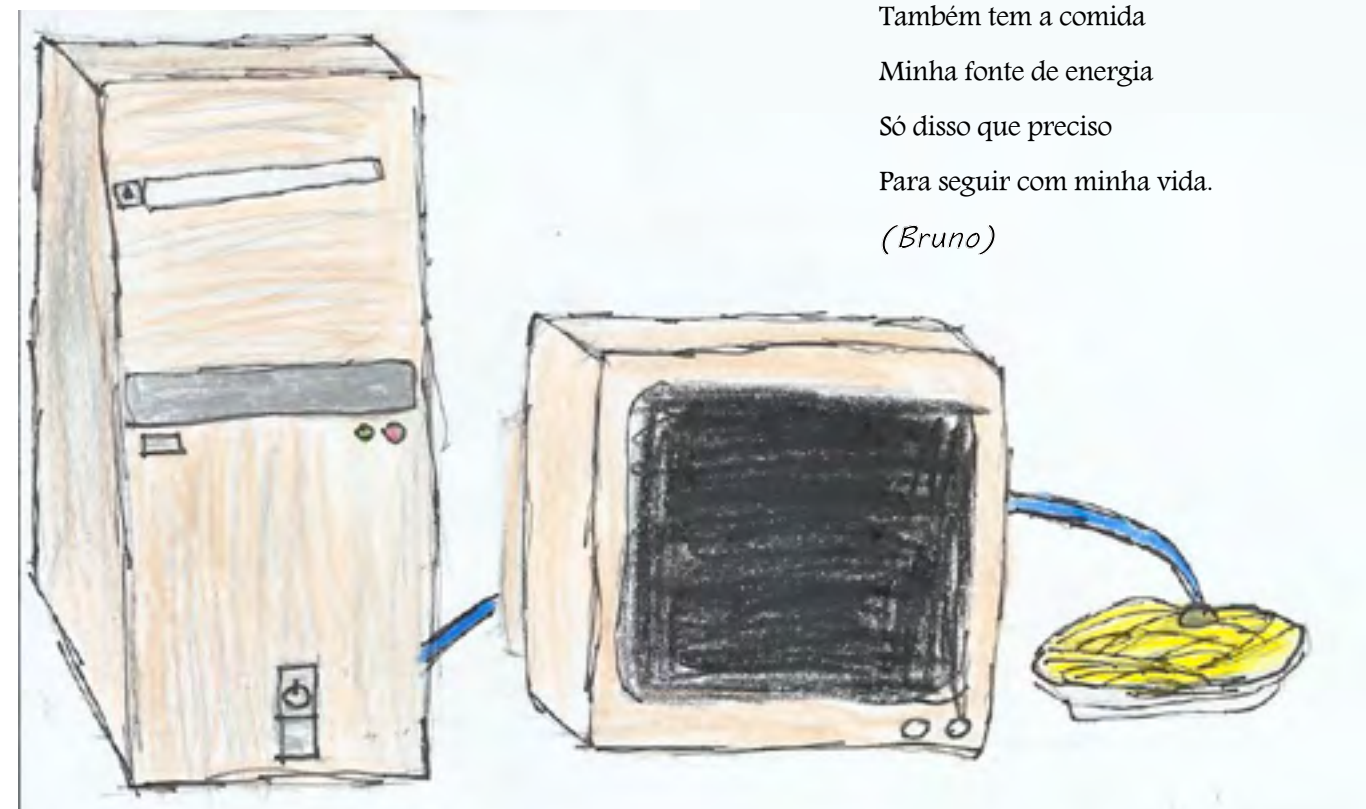 Também tem a comida
Minha fonte de energia
Só disso que preciso
Para seguir com minha vida.
(Bruno)